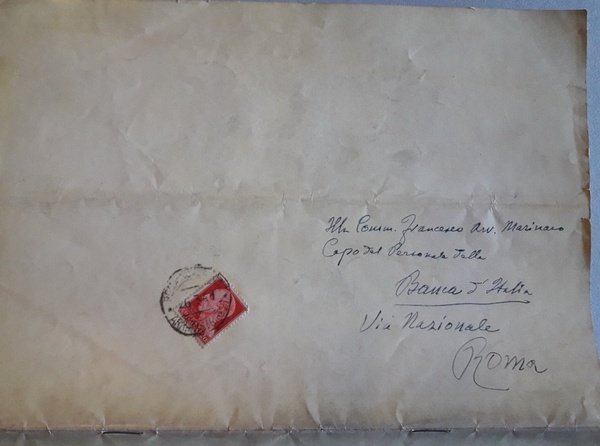 Ill. Comm. Francesco Avv. Marinaro
Capo del Personale della
Banca d'Italia
Via Nazionale
Roma